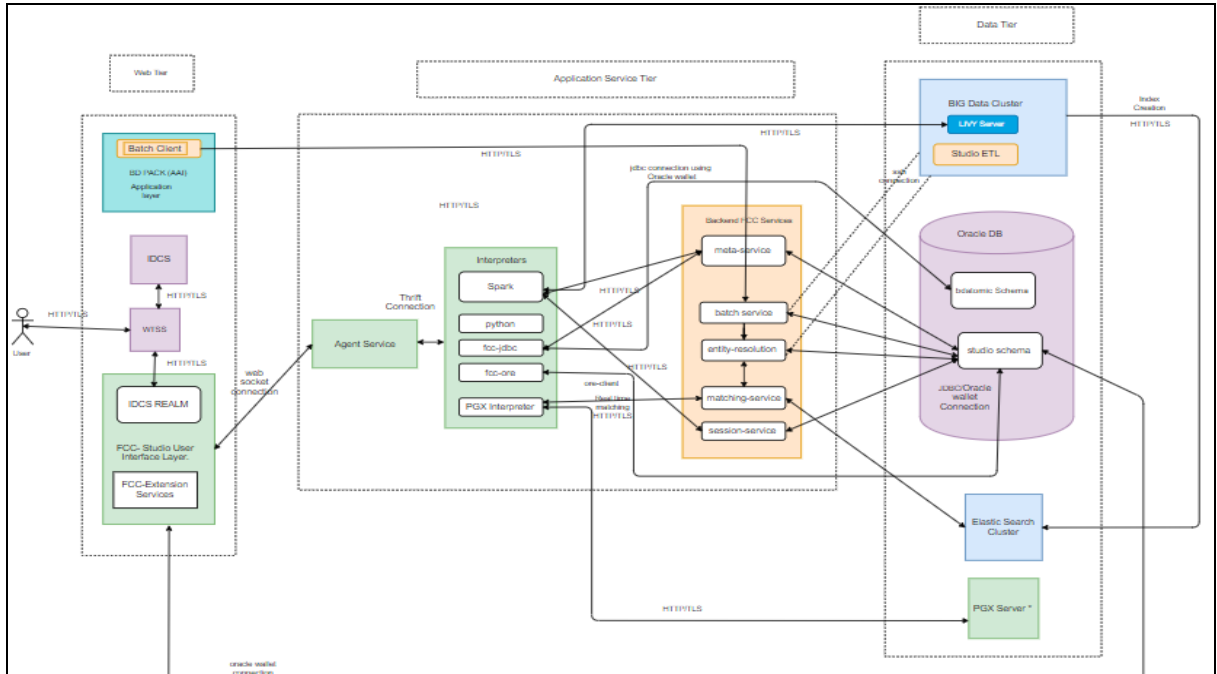 Data Tier
Web Tier
Application Service Tier
Batch Client
BD PACK (AAI)
Application
layer
IDCS
HTTP/TLS
HTTP/TLS
WTSS
User
HTTP/TLS
IDCS REALM
FCC- Studio User
Interface Layer.
FCC-Extension
Services
web
socket
connection
oracle wallet
connection
HTTP/TLS
HTTP/TLS
jdbc connection using
Oracle wallet
HTTP/TLS
Thrift
Connection
Agent Service
Interpreters
Spark
python
fcc-jdbc
fcc-ore
PGX Interpreter
HTTP/TLS
HTTP/TLS
HTTP/TLS
ore-client
Real time
matching
HTTP/TLS
HTTP/TLS
Backend FCC Services
meta-service
batch service
entity-resolution
matching-service
session-service
BIG Data Cluster
LIVY Server
Studio ETL
connection
Index
Creation
HTTP/TLS
Oracle DB
bdatomic Schema
studio schema
JDBC/Oracle
wallet
Connection
Elastic Search
Cluster
PGX Server *